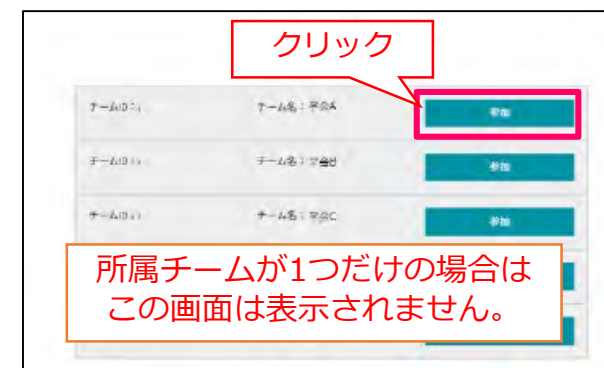 クリック
チームID：
チーム名：学会A
参加
チームID：
チーム名：学会B
参加
チームID：
チーム名：学会C
参加
所属チームが1つだけの場合は
この画面は表示されません。